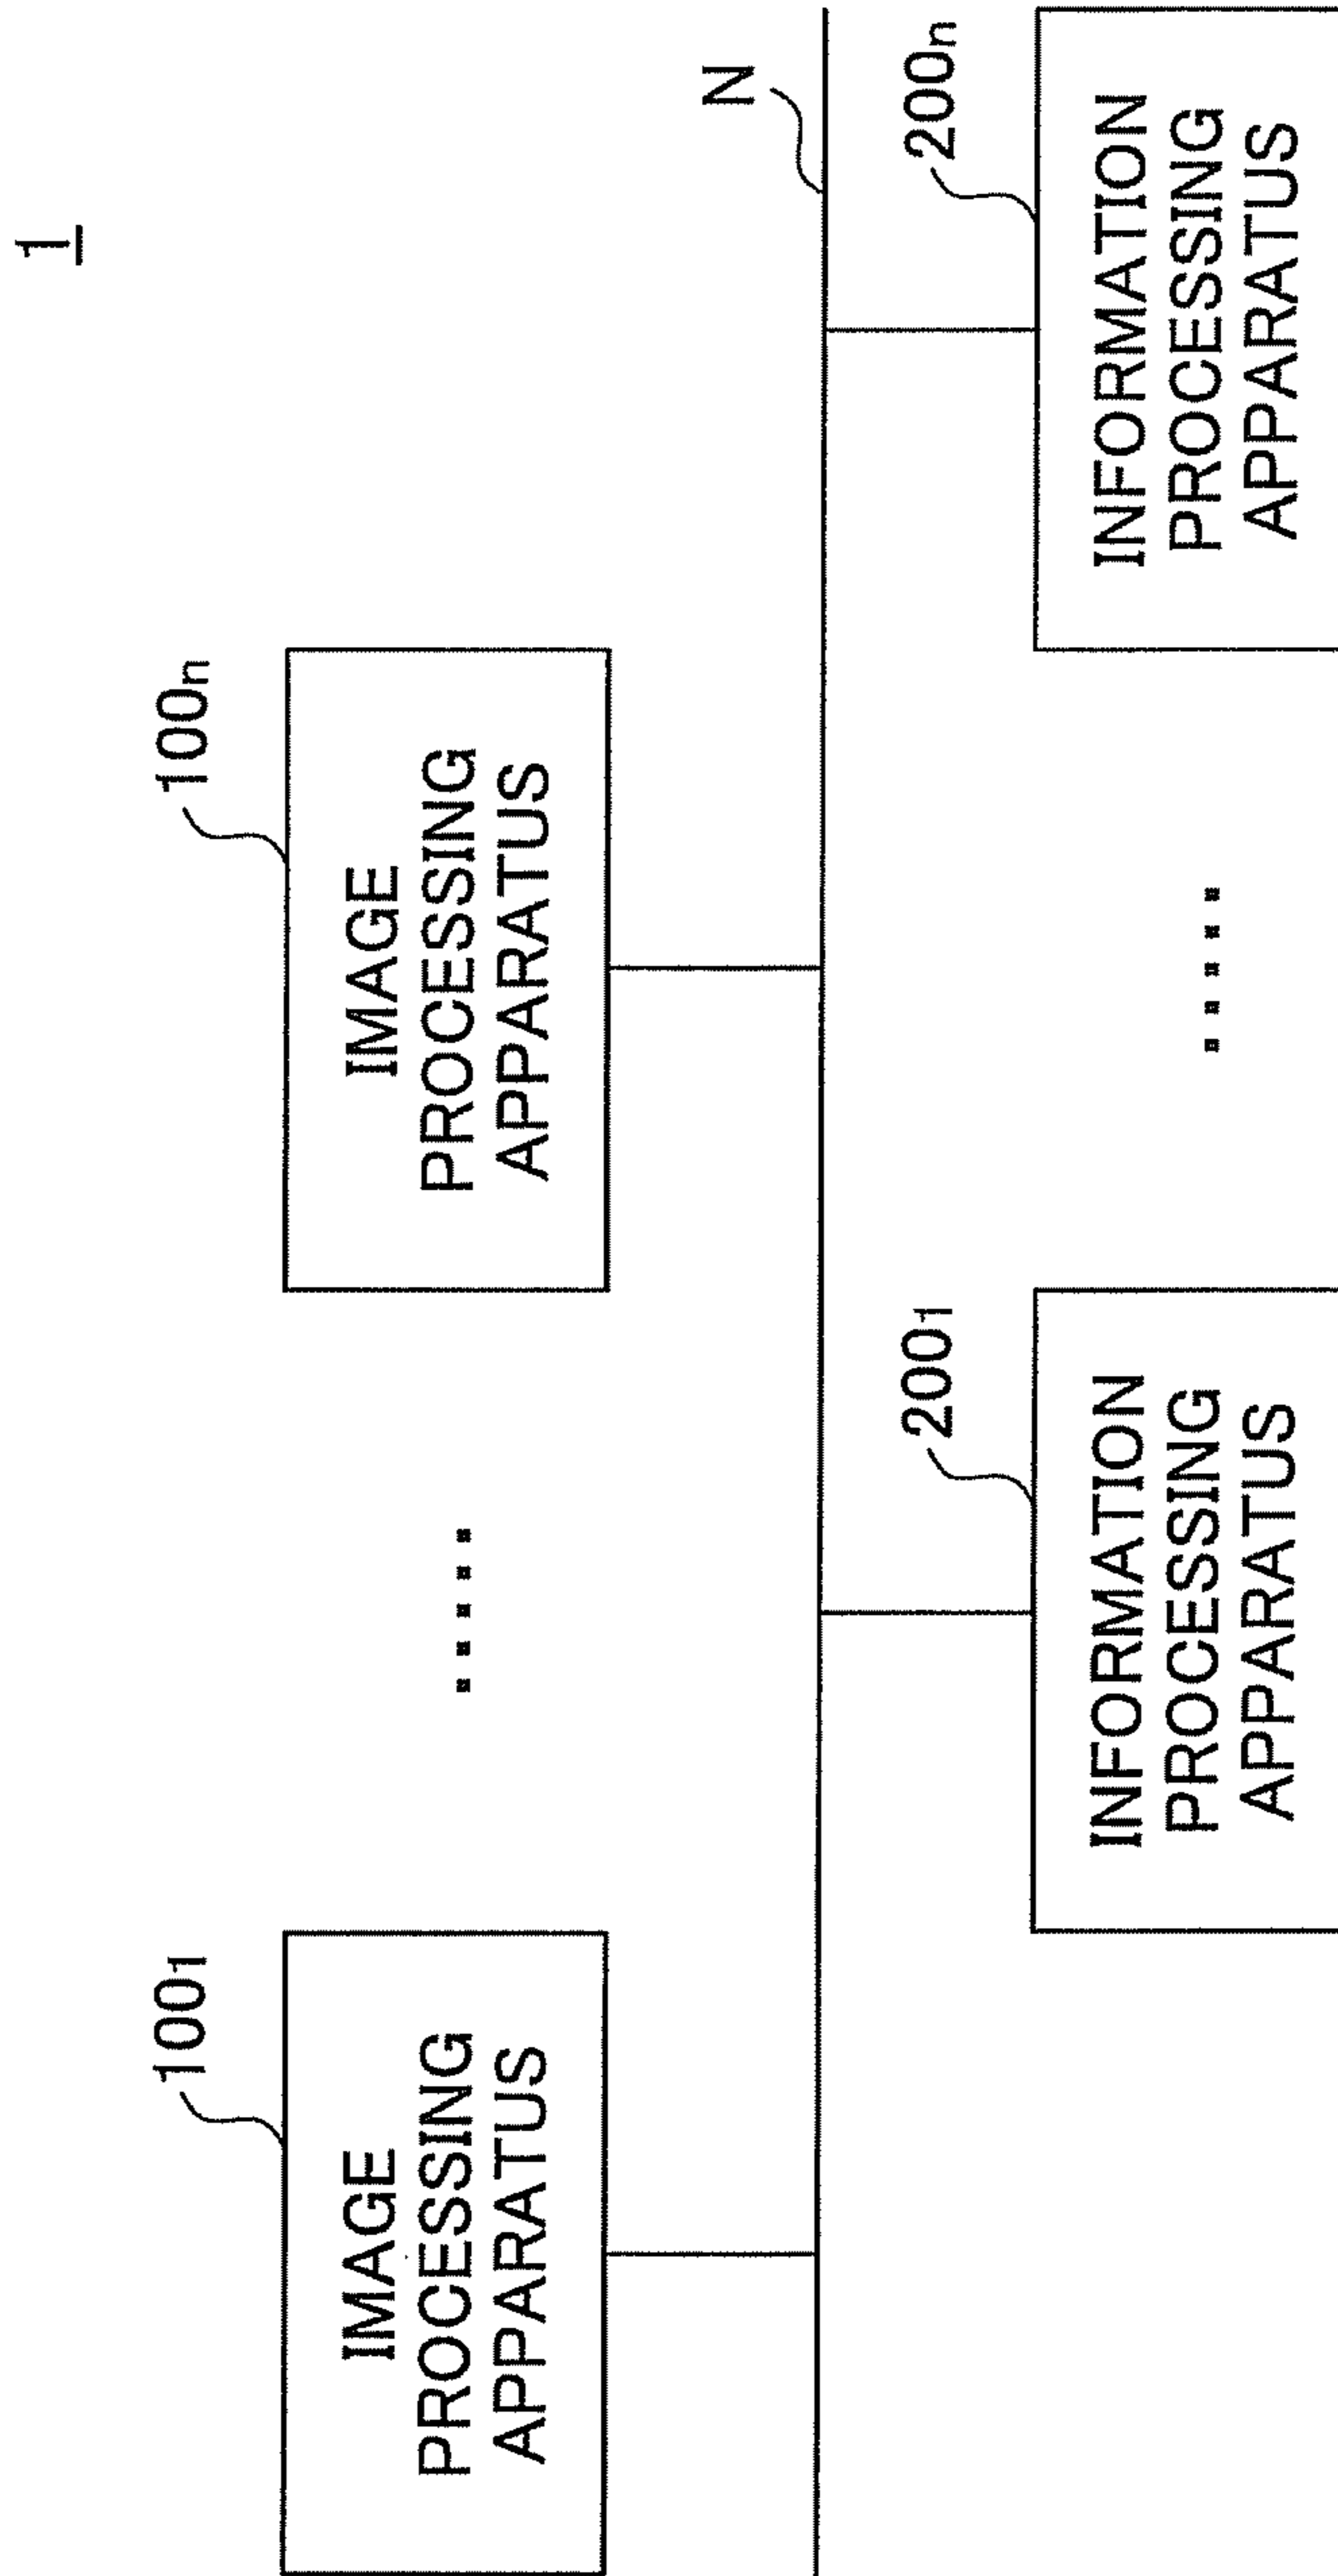 1
100₁
IMAGE
PROCESSING
APPARATUS
.....
100ₙ
IMAGE
PROCESSING
APPARATUS
N
200₁
INFORMATION
PROCESSING
APPARATUS
.....
200ₙ
INFORMATION
PROCESSING
APPARATUS